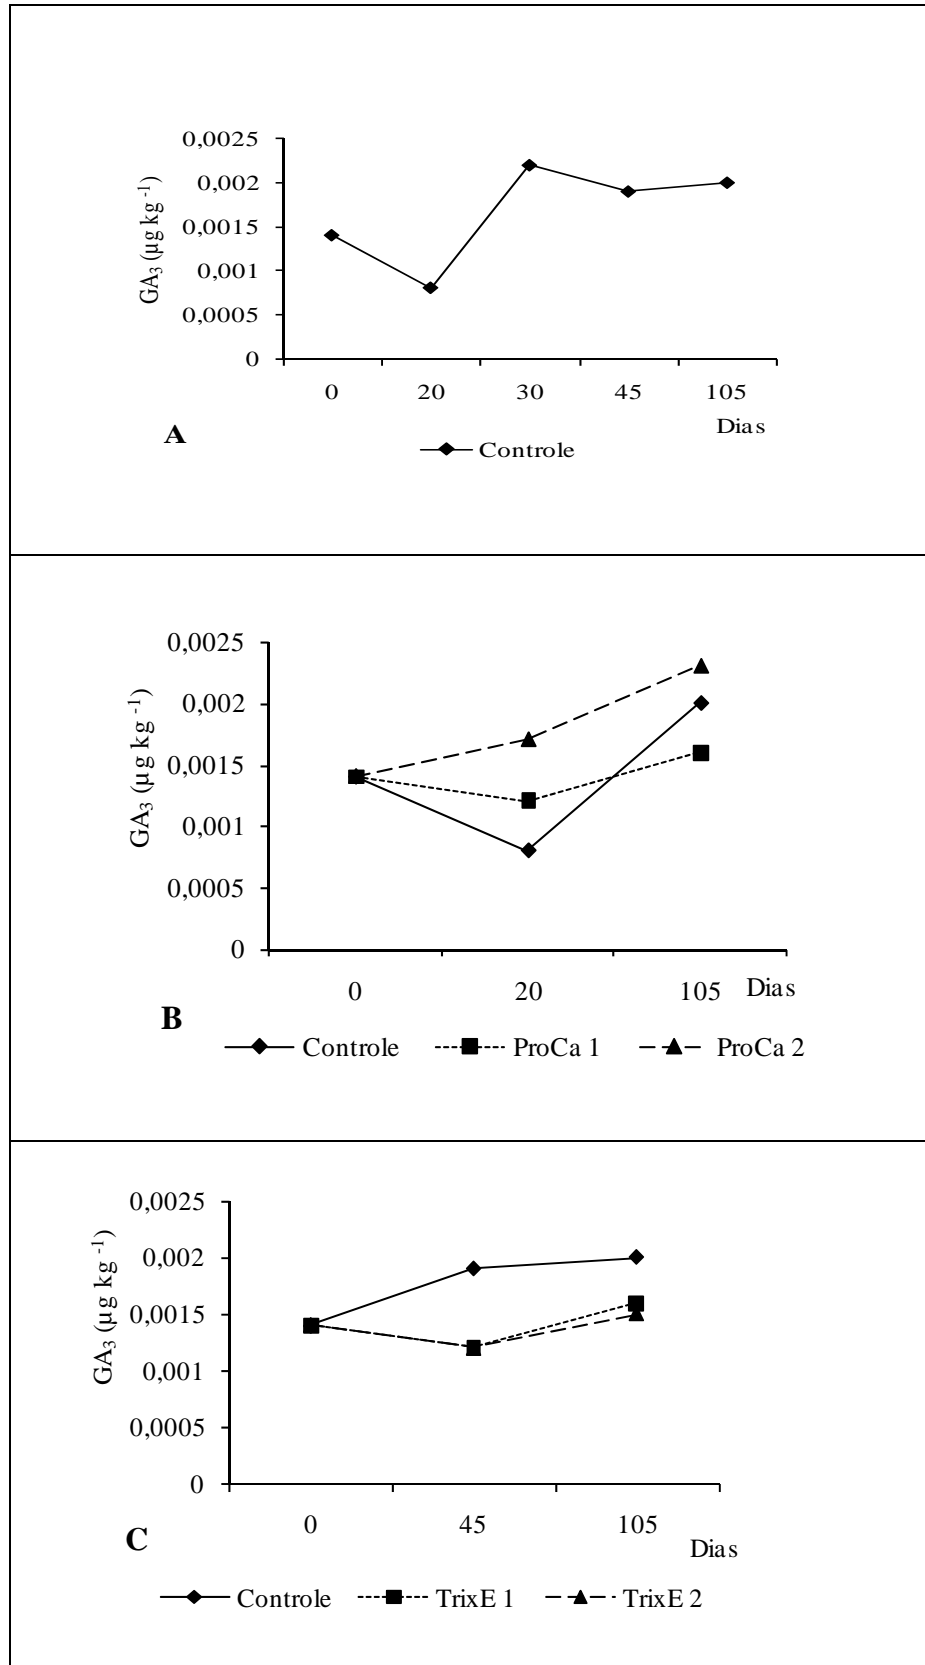 0,0025
0,002
0,0015
0,001
0,0005
0
GA3 (µg kg -1)
0 20 30 45 105
Dias
A
Controle
0,0025
0,002
0,0015
0,001
0,0005
0
GA3 (µg kg -1)
0 20 105 Dias
B
Controle ProCa 1 ProCa 2
0,0025
0,002
0,0015
0,001
0,0005
0
GA3 (µg kg -1)
0 45 105
C
Dias
Controle TrixE 1 TrixE 2